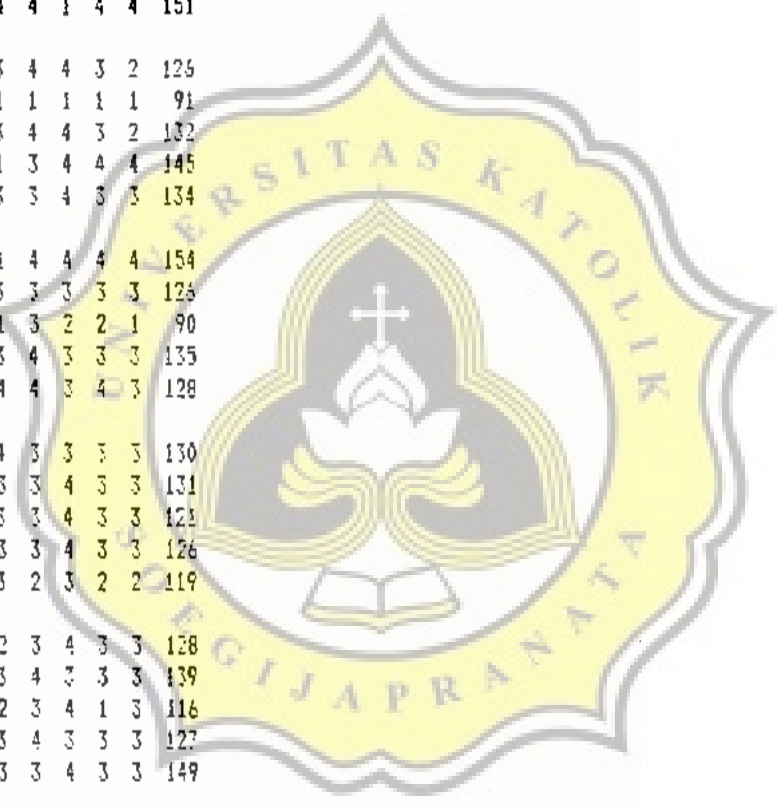 4 4 1 4 4 151
3 4 4 3 2 126
1 1 1 1 1 91
3 4 4 3 2 132
1 3 4 4 4 145
3 3 4 3 3 134
4 4 4 4 154
3 3 3 3 3 126
1 3 2 2 1 90
3 4 3 3 3 135
4 4 3 4 3 128
4 3 3 3 3 130
3 3 4 3 3 131
3 3 4 3 3
3 3 4 3 3 126
3 2 3 2 2 119
2 3 4 3 3 128
3 4 3 3 3 139
2 3 4 1 3 116
3 4 3 3 3
3 3 4 3 3 149
UNIVERSITAS KATOLIK
SOEGIJAPRANATA